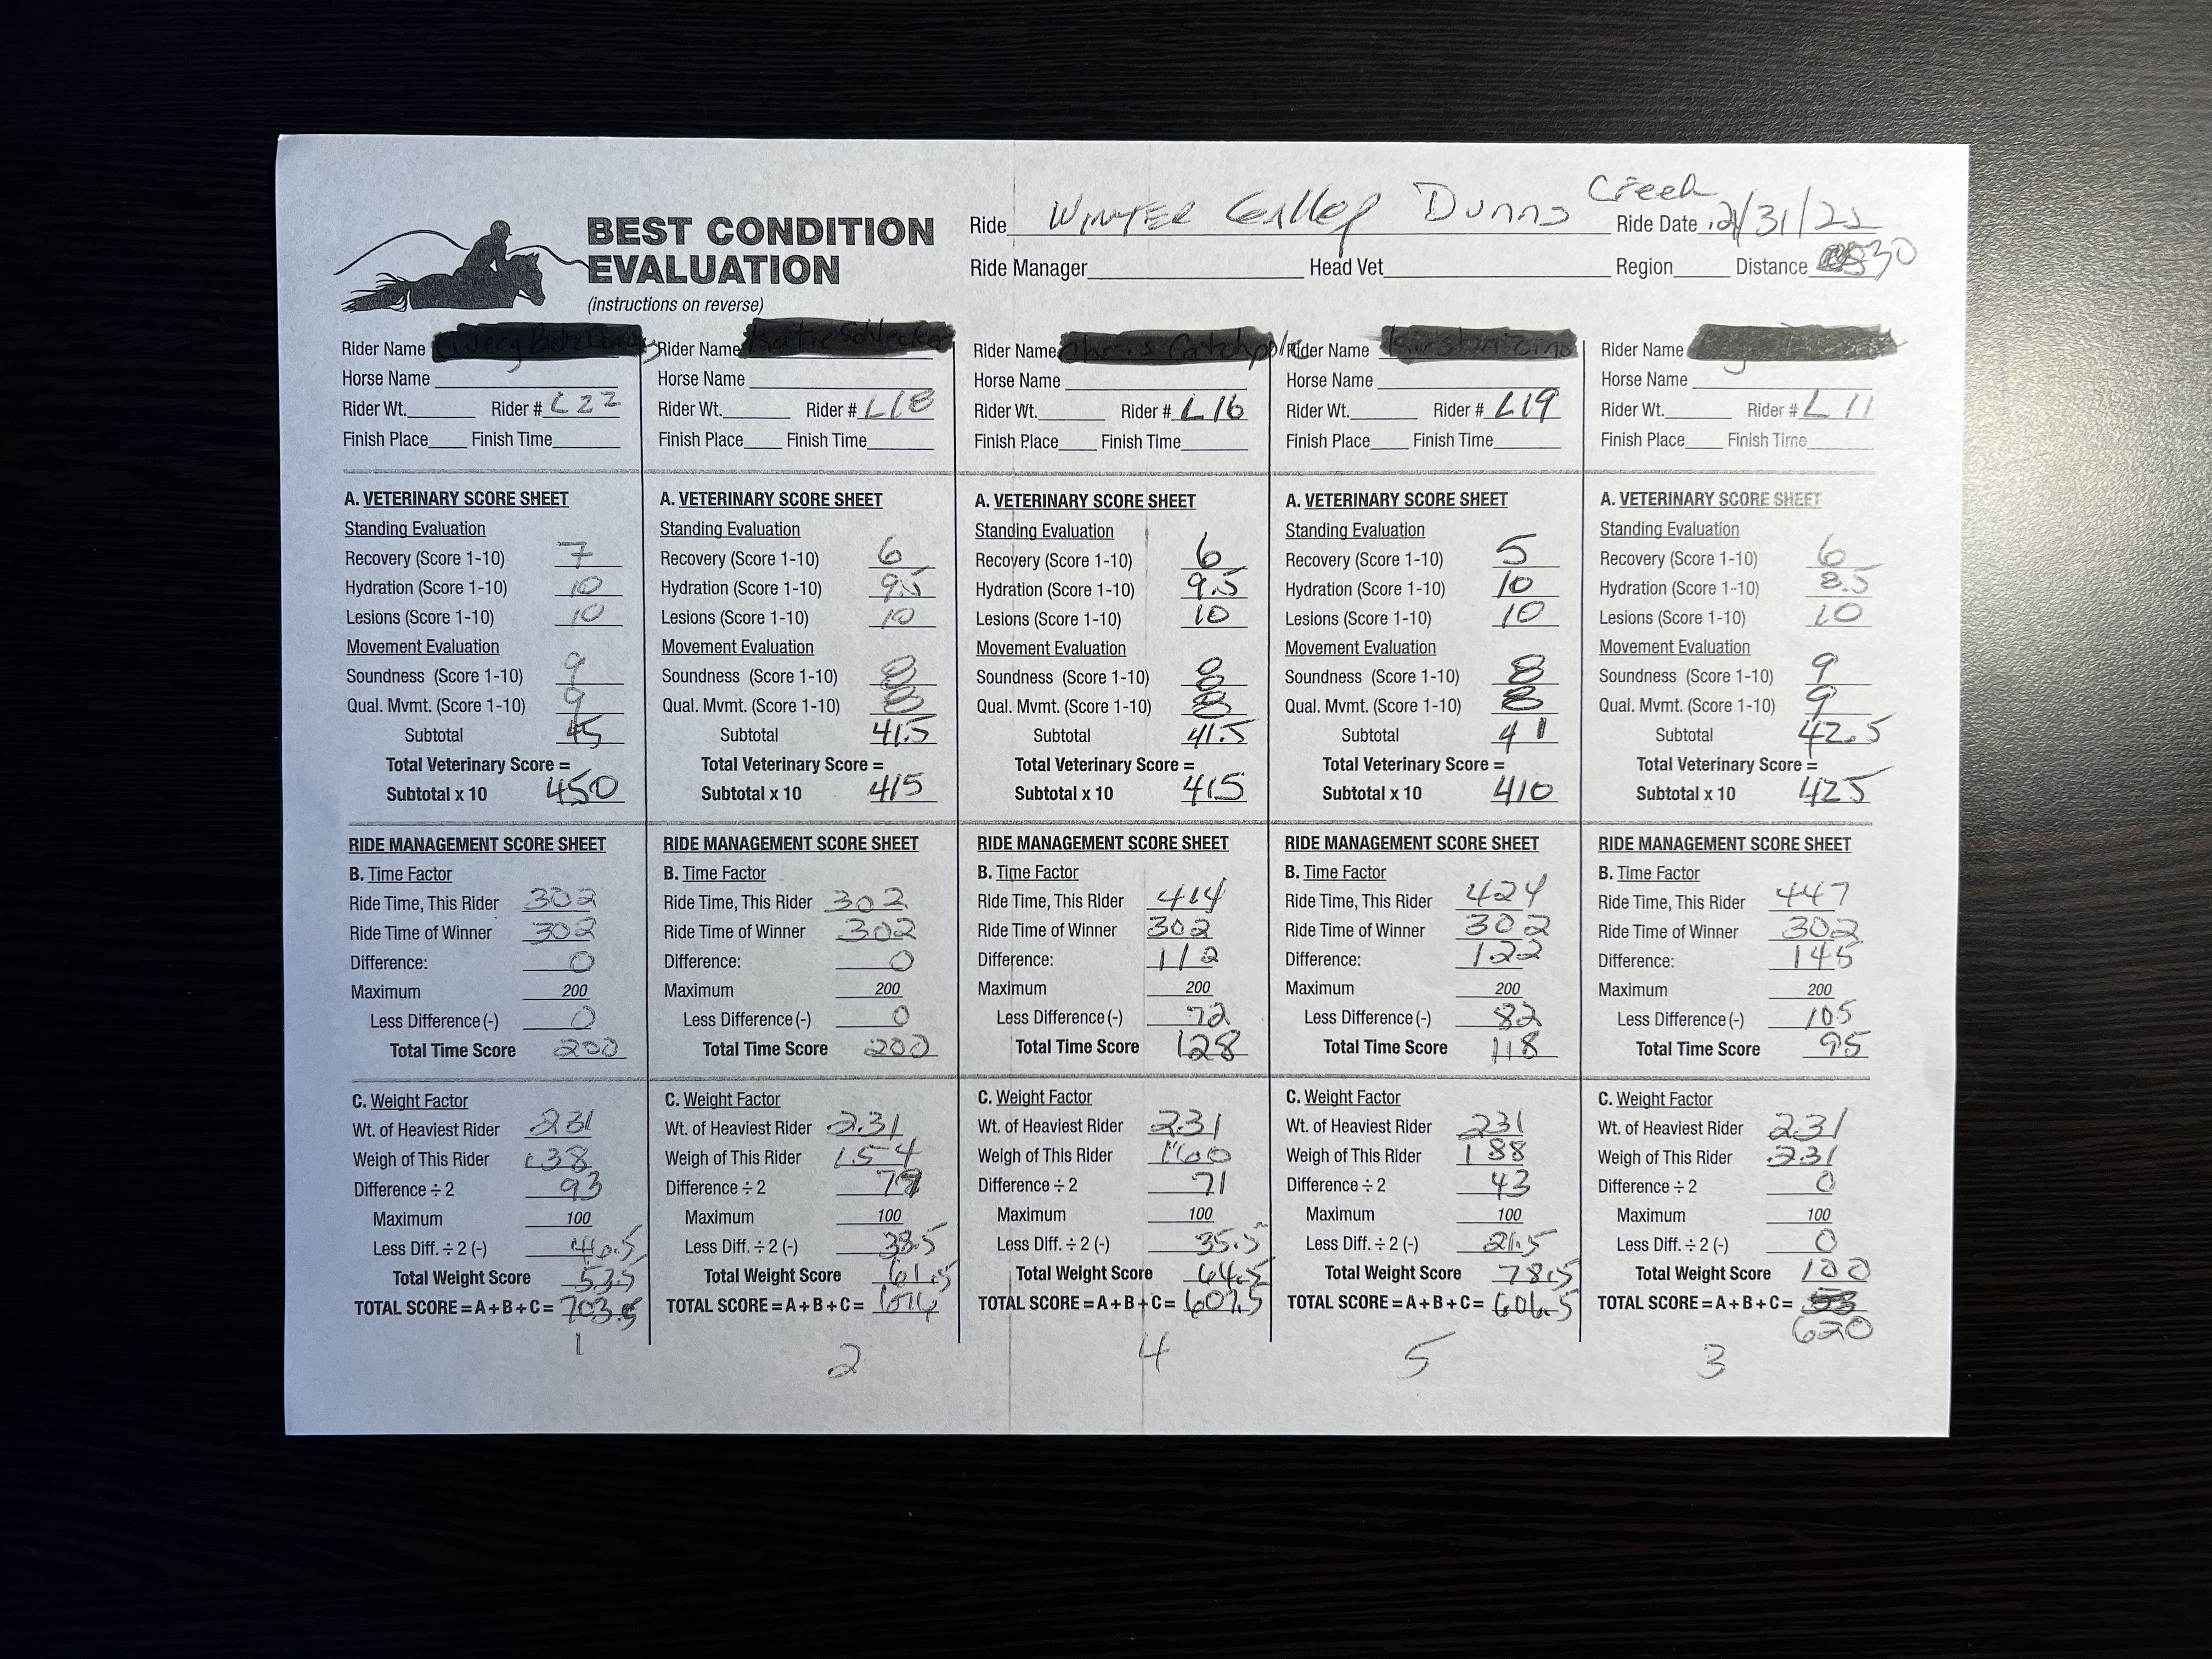 BEST CONDITION
EVALUATION
(instructions on reverse)
Ride WINTER Gallop Dunns Creek Ride Date 12/31/22
Ride Manager Head Vet Region Distance 30
Rider Name
Horse Name
Rider Wt. Rider # L22
Finish Place Finish Time
A. VETERINARY SCORE SHEET
Standing Evaluation
Recovery (Score 1-10) 7
Hydration (Score 1-10) 10
Lesions (Score 1-10) 10
Movement Evaluation
Soundness (Score 1-10) 9
Qual. Mvmt. (Score 1-10) 9
Subtotal 45
Total Veterinary Score =
Subtotal x 10 450
RIDE MANAGEMENT SCORE SHEET
B. Time Factor
Ride Time, This Rider 302
Ride Time of Winner 302
Difference: 0
Maximum 200
Less Difference (-) 0
Total Time Score 200
C. Weight Factor
Wt. of Heaviest Rider 231
Weigh of This Rider 138
Difference ÷ 2 93
Maximum 100
Less Diff. ÷ 2 (-) 46.5
Total Weight Score 53.5
TOTAL SCORE = A + B + C = 703.5
1
Rider Name
Horse Name
Rider Wt. Rider # L18
Finish Place Finish Time
A. VETERINARY SCORE SHEET
Standing Evaluation
Recovery (Score 1-10) 6
Hydration (Score 1-10) 9.5
Lesions (Score 1-10) 10
Movement Evaluation
Soundness (Score 1-10) 8
Qual. Mvmt. (Score 1-10) 8
Subtotal 41.5
Total Veterinary Score =
Subtotal x 10 415
RIDE MANAGEMENT SCORE SHEET
B. Time Factor
Ride Time, This Rider 302
Ride Time of Winner 302
Difference: 0
Maximum 200
Less Difference (-) 0
Total Time Score 200
C. Weight Factor
Wt. of Heaviest Rider 231
Weigh of This Rider 154
Difference ÷ 2 77
Maximum 100
Less Diff. ÷ 2 (-) 38.5
Total Weight Score 61.5
TOTAL SCORE = A + B + C =
2
Rider Name
Horse Name
Rider Wt. Rider # L16
Finish Place Finish Time
A. VETERINARY SCORE SHEET
Standing Evaluation
Recovery (Score 1-10) 6
Hydration (Score 1-10) 9.5
Lesions (Score 1-10) 10
Movement Evaluation
Soundness (Score 1-10) 8
Qual. Mvmt. (Score 1-10) 8
Subtotal 41.5
Total Veterinary Score =
Subtotal x 10 415
RIDE MANAGEMENT SCORE SHEET
B. Time Factor
Ride Time, This Rider 414
Ride Time of Winner 302
Difference: 112
Maximum 200
Less Difference (-) 72
Total Time Score 128
C. Weight Factor
Wt. of Heaviest Rider 231
Weigh of This Rider 160
Difference ÷ 2 71
Maximum 100
Less Diff. ÷ 2 (-) 35.5
Total Weight Score 64.5
TOTAL SCORE = A + B + C = 607.5
4
Rider Name
Horse Name
Rider Wt. Rider # L19
Finish Place Finish Time
A. VETERINARY SCORE SHEET
Standing Evaluation
Recovery (Score 1-10) 5
Hydration (Score 1-10) 10
Lesions (Score 1-10) 10
Movement Evaluation
Soundness (Score 1-10) 8
Qual. Mvmt. (Score 1-10) 8
Subtotal 41
Total Veterinary Score =
Subtotal x 10 410
RIDE MANAGEMENT SCORE SHEET
B. Time Factor
Ride Time, This Rider 424
Ride Time of Winner 302
Difference: 122
Maximum 200
Less Difference (-) 82
Total Time Score 118
C. Weight Factor
Wt. of Heaviest Rider 231
Weigh of This Rider 188
Difference ÷ 2 43
Maximum 100
Less Diff. ÷ 2 (-) 21.5
Total Weight Score 78.5
TOTAL SCORE = A + B + C = 606.5
5
Rider Name
Horse Name
Rider Wt. Rider # L11
Finish Place Finish Time
A. VETERINARY SCORE SHEET
Standing Evaluation
Recovery (Score 1-10) 6
Hydration (Score 1-10) 8.5
Lesions (Score 1-10) 10
Movement Evaluation
Soundness (Score 1-10) 9
Qual. Mvmt. (Score 1-10) 9
Subtotal 42.5
Total Veterinary Score =
Subtotal x 10 425
RIDE MANAGEMENT SCORE SHEET
B. Time Factor
Ride Time, This Rider 447
Ride Time of Winner 302
Difference: 145
Maximum 200
Less Difference (-) 105
Total Time Score 95
C. Weight Factor
Wt. of Heaviest Rider 231
Weigh of This Rider 231
Difference ÷ 2 0
Maximum 100
Less Diff. ÷ 2 (-) 0
Total Weight Score 100
TOTAL SCORE = A + B + C =
620
3